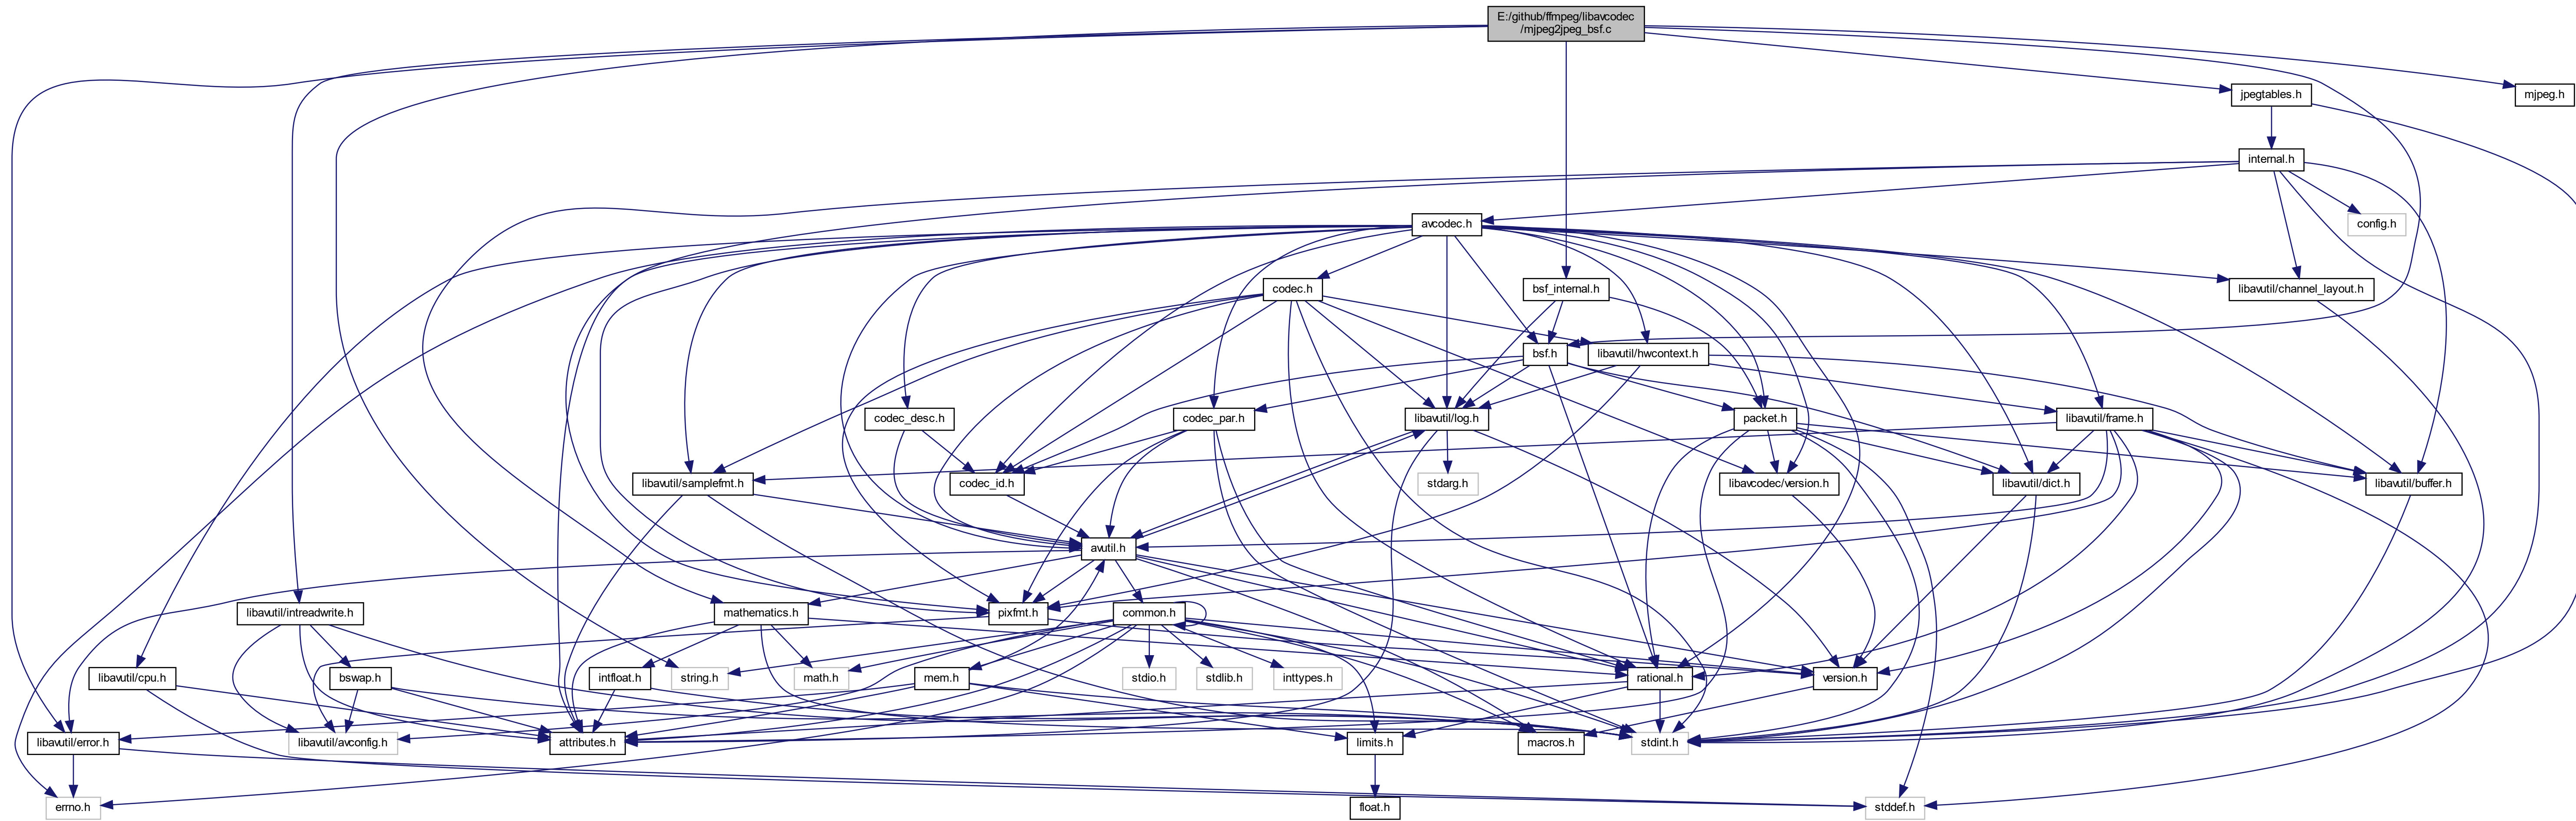 E:/github/ffmpeg/libavcodec
/mjpeg2jpeg_bsf.c
jpegtables.h
mjpeg.h
internal.h
avcodec.h
config.h
codec.h
bsf_internal.h
libavutil/channel_layout.h
bsf.h
libavutil/hwcontext.h
codec_desc.h
codec_par.h
libavutil/log.h
packet.h
libavutil/frame.h
libavutil/samplefmt.h
codec_id.h
stdarg.h
libavcodec/version.h
libavutil/dict.h
libavutil/buffer.h
avutil.h
libavutil/intreadwrite.h
mathematics.h
pixfmt.h
common.h
libavutil/cpu.h
bswap.h
intfloat.h
string.h
math.h
mem.h
stdio.h
stdlib.h
inttypes.h
rational.h
version.h
libavutil/error.h
libavutil/avconfig.h
attributes.h
limits.h
macros.h
stdint.h
errno.h
float.h
stddef.h